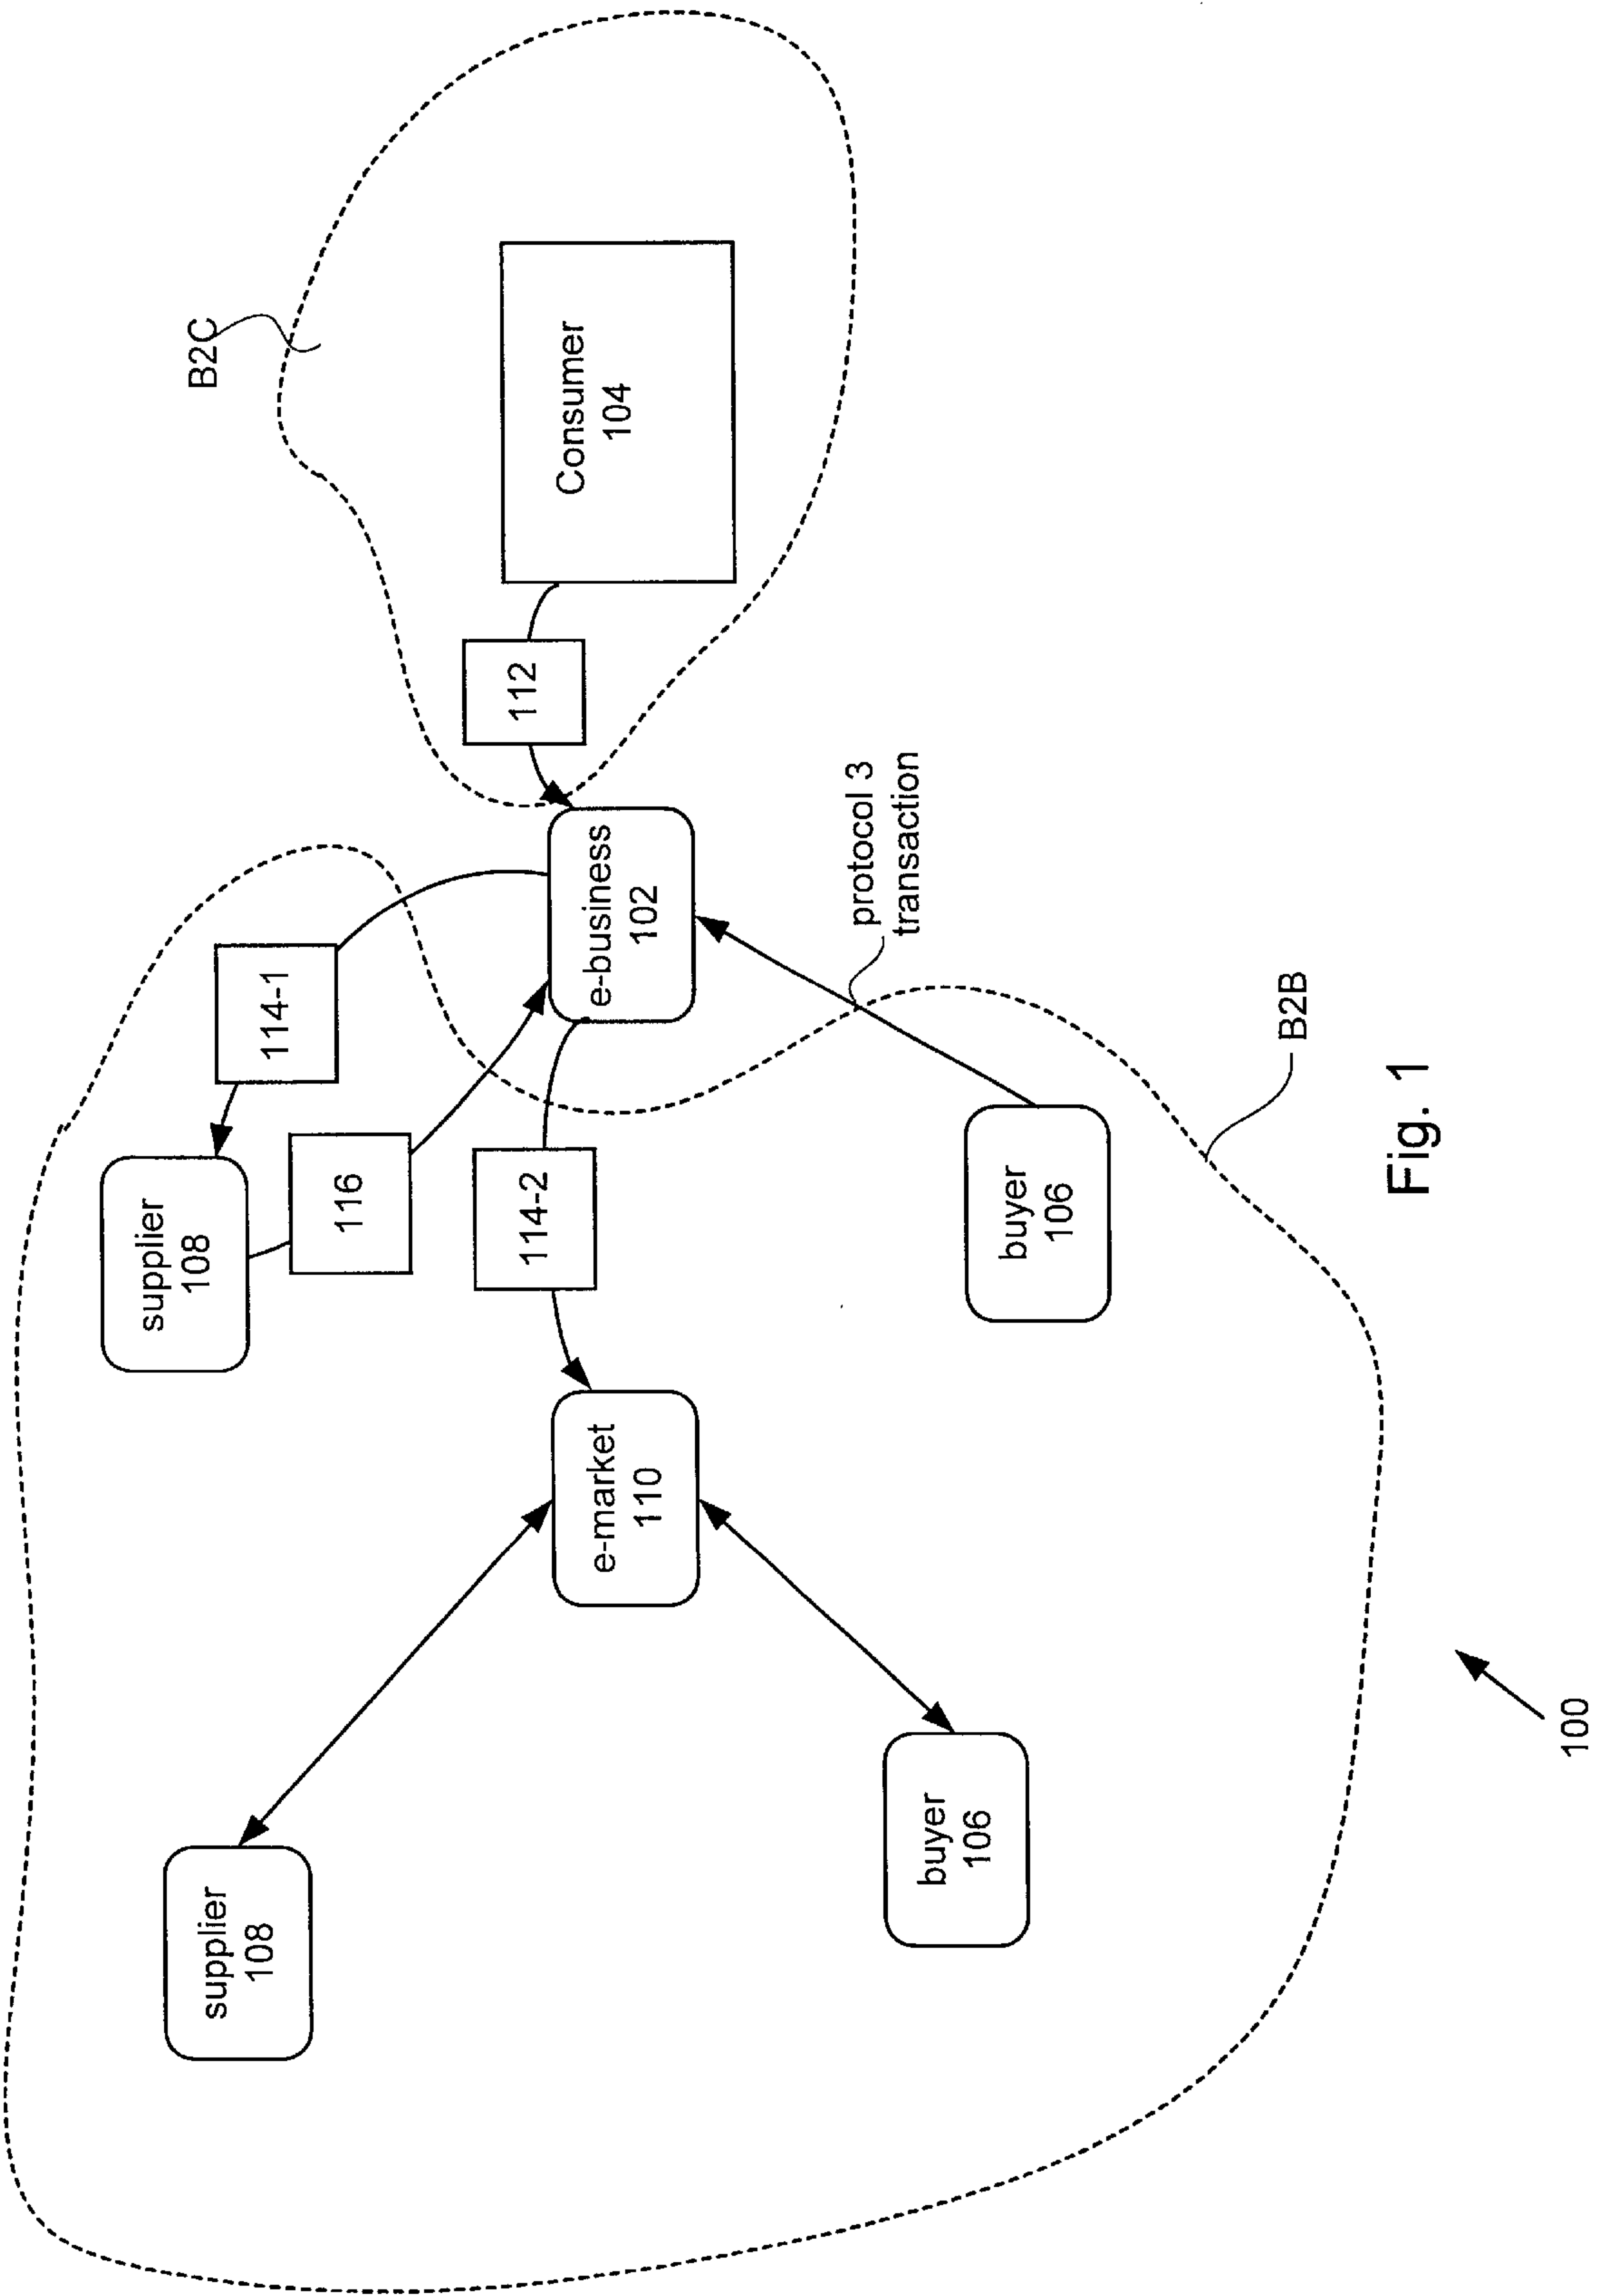 B2C
Consumer
104
112
e-business
102
114-1
116
114-2
supplier
108
protocol 3
transaction
e-market
110
buyer
106
B2B
supplier
108
buyer
106
100
Fig. 1